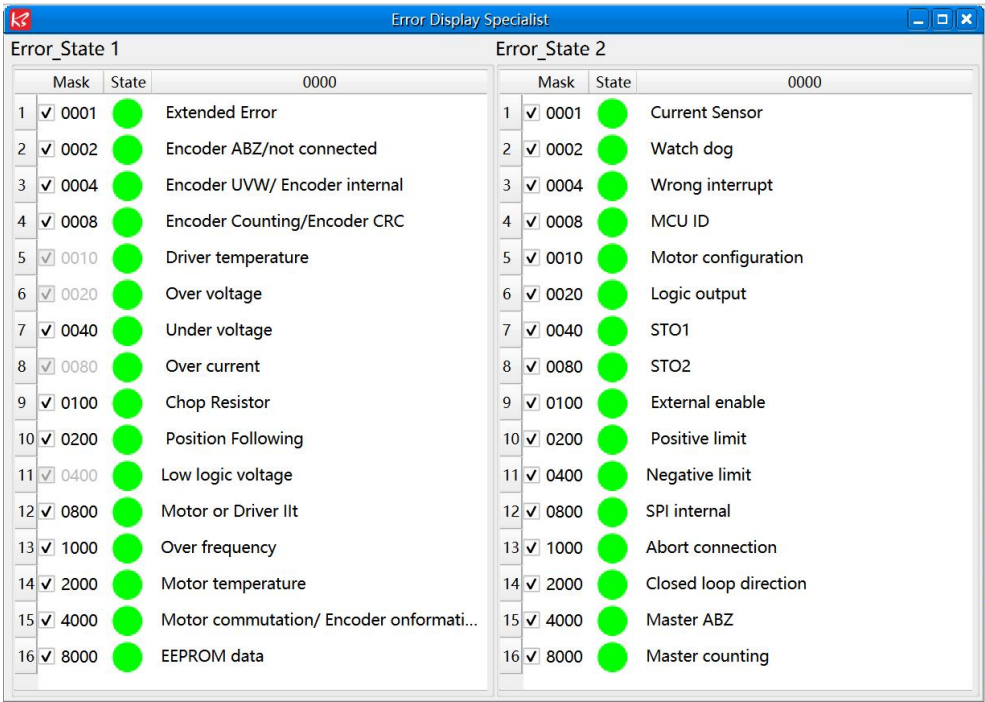 Error Display Specialist
Error_State 1
Mask State 0000
1 0001 Extended Error
2 0002 Encoder ABZ/not connected
3 0004 Encoder UVW/ Encoder internal
4 0008 Encoder Counting/Encoder CRC
5 0010 Driver temperature
6 0020 Over voltage
7 0040 Under voltage
8 0080 Over current
9 0100 Chop Resistor
10 0200 Position Following
11 0400 Low logic voltage
12 0800 Motor or Driver IIt
13 1000 Over frequency
14 2000 Motor temperature
15 4000 Motor commutation/ Encoder onformati...
16 8000 EEPROM data
Error_State 2
Mask State 0000
1 0001 Current Sensor
2 0002 Watch dog
3 0004 Wrong interrupt
4 0008 MCU ID
5 0010 Motor configuration
6 0020 Logic output
7 0040 STO1
8 0080 STO2
9 0100 External enable
10 0200 Positive limit
11 0400 Negative limit
12 0800 SPI internal
13 1000 Abort connection
14 2000 Closed loop direction
15 4000 Master ABZ
16 8000 Master counting